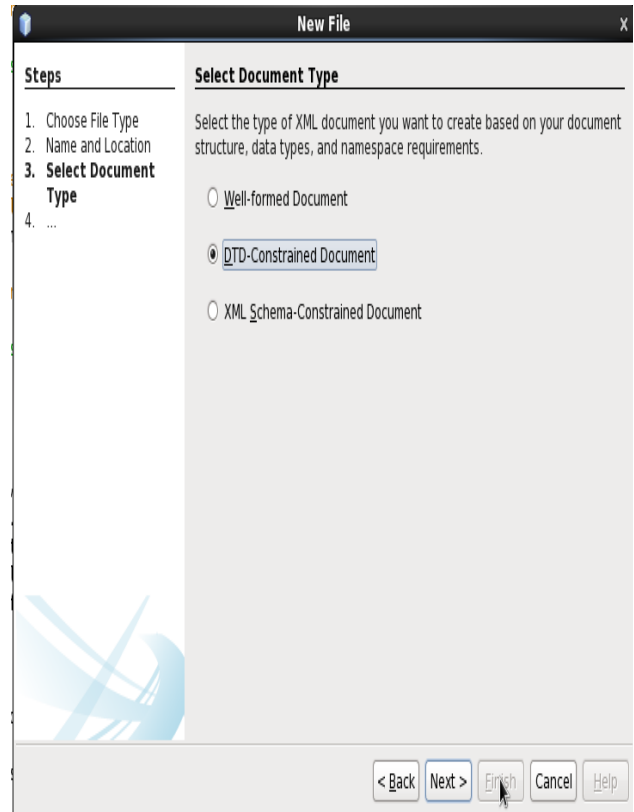 New File
X
Steps
1. Choose File Type
2. Name and Location
3. Select Document
Type
4. ...
Select Document Type
Select the type of XML document you want to create based on your document
structure, data types, and namespace requirements.
Well-formed Document
DTD-Constrained Document
XML Schema-Constrained Document
< Back
Next >
Finish
Cancel
Help